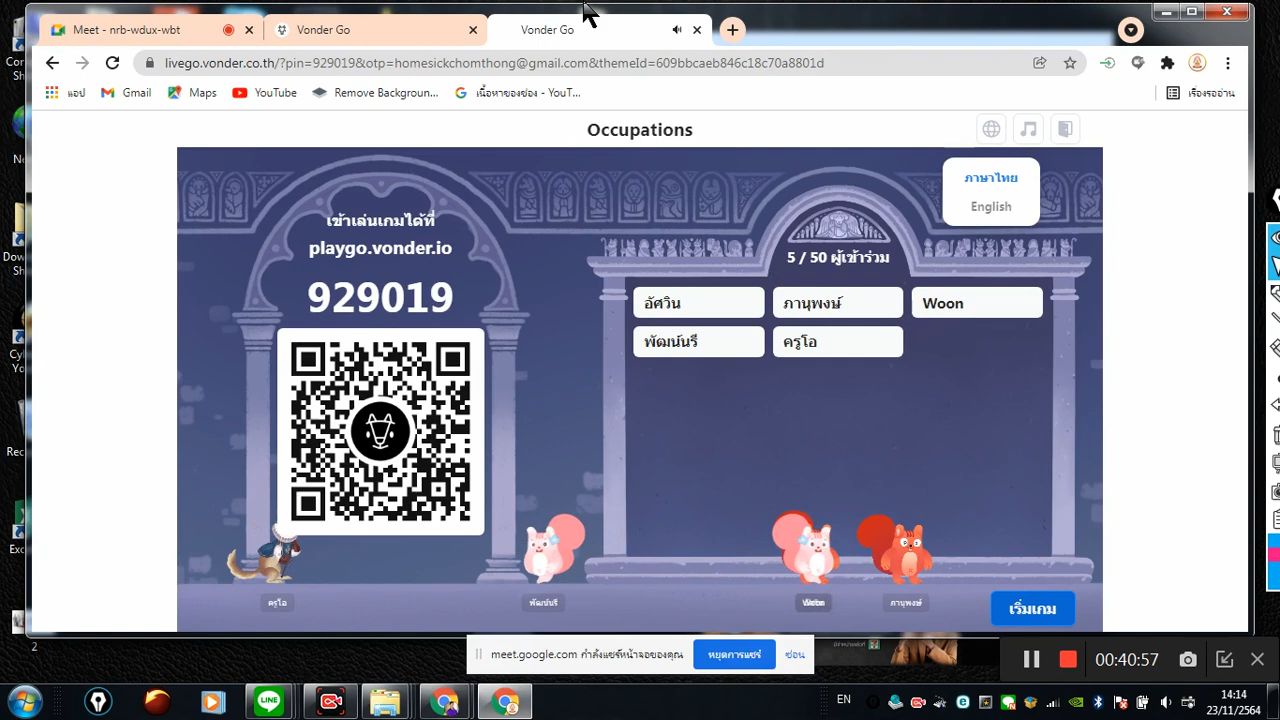 Meet - nrb-wdux-wbt
Vonder Go
Vonder Go
livego.vonder.co.th/?pin=929019&otp=homesickchomthong@gmail.com&themeId=609bbcaeb846c18c70a8801d
แอป
Gmail
Maps
YouTube
Remove Backgroun...
เนื้อหาของช่อง - YouT...
เรื่องรออ่าน
Occupations
ภาษาไทย
English
เข้าเล่นเกมได้ที่
playgo.vonder.io
929019
5 / 50 ผู้เข้าร่วม
อัศวิน
ภานุพงษ์
Woon
พัฒน์นรี
ครูโอ
ครูโอ
พัฒน์นรี
ภานุพงษ์
เริ่มเกม
2
meet.google.com กำลังแชร์หน้าจอของคุณ
หยุดการแชร์
ซ่อน
00:40:57
LINE
EN
14:14
23/11/2564